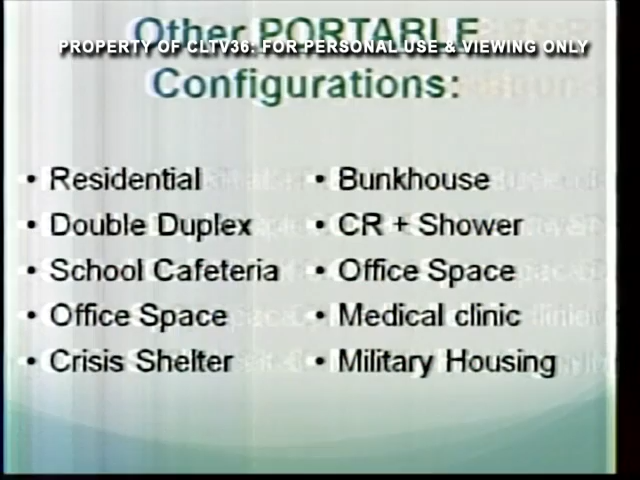 Other PORTABLE
PROPERTY OF CLTV36: FOR PERSONAL USE & VIEWING ONLY
Configurations:
• Residential
• Double Duplex
• School Cafeteria
• Office Space
• Crisis Shelter
• Bunkhouse
• CR + Shower
• Office Space
• Medical clinic
• Military Housing